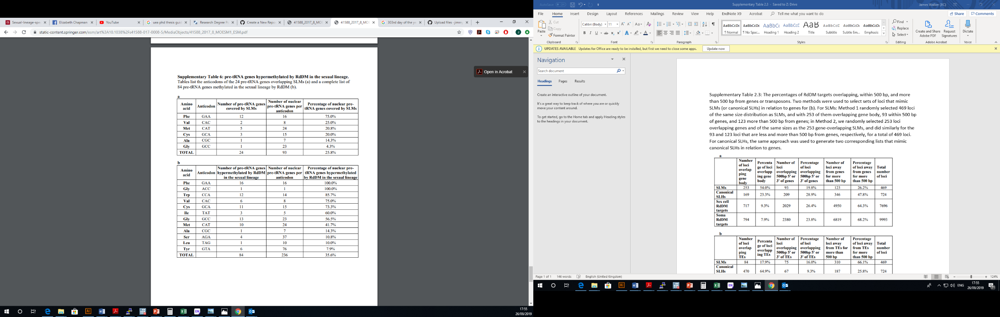 Sexual-lineage-spe
Elizabeth Chapman
YouTube
uea phd thesis guid
Research Degree Po
Create a New Repos
41588_2017_8_MOE
41588_2017_8_MOE
303rd day of the ye
Upload files · jimmy
static-content.springer.com/esm/art%3A10.1038%2Fs41588-017-0008-5/MediaObjects/41588_2017_8_MOESM1_ESM.pdf
Open in Acrobat
Supplementary Table 6: pre-tRNA genes hypermethylated by RdDM in the sexual lineage.
Tables list the anticodons of the 24 pre-tRNA genes overlapping SLMs (a) and a complete list of
84 pre-tRNA genes methylated in the sexual lineage by RdDM (b).
a
Amino acid Anticodon Number of pre-tRNA genes covered by SLMs Number of nuclear pre-tRNA genes per anticodon Percentage of nuclear pre-tRNA genes covered by SLMs
Phe GAA 12 16 75.0%
Val CAC 2 8 25.0%
Met CAT 5 24 20.8%
Cys GCA 3 15 20.0%
Ala CGC 1 7 14.3%
Gly GCC 1 23 4.3%
TOTAL 24 93 25.8%
b
Amino acid Anticodon Number of pre-tRNA genes hypermethylated by RdDM in the sexual lineage Number of nuclear pre-tRNA genes per anticodon Percentage of nuclear pre-tRNA genes hypermethylated by RdDM in the sexual lineage
Phe GAA 16 16 100.0%
Gly ACC 1 1 100.0%
Trp CCA 12 14 85.7%
Val CAC 6 8 75.0%
Cys GCA 11 15 73.3%
Ile TAT 3 5 60.0%
Gly GCC 13 23 56.5%
Met CAT 10 24 41.7%
Ala CGC 1 7 14.3%
Ser AGA 4 37 10.8%
Leu TAG 1 10 10.0%
Tyr GTA 6 76 7.9%
TOTAL 84 236 35.6%
17:55
26/09/2019
AutoSave Off
Supplementary Table 2.3 - Saved to Z: Drive
James Walker (JIC)
File Home Insert Design Layout References Mailings Review View Help EndNote X9 Acrobat Tell me what you want to do
Share Comments
Paste
Cut
Copy
Format Painter
Clipboard
Calibri (Body) 11
Font
Paragraph
AaBbCcDc AaBbCcDc AaBbCc AaBbCcE AaB AaBbCcD AaBbCcDc AaBbCcDc
¶ Normal ¶ No Spac... Heading 1 Heading 2 Title Subtitle Subtle Em... Emphasis
Styles
Find
Replace
Select
Editing
Create and Share Adobe PDF
Request Signatures
Adobe Acrobat
Dictate
Voice
UPDATES AVAILABLE Updates for Office are ready to be installed, but first we need to close some apps. Update now
Navigation
Search document
Headings Pages Results
Create an interactive outline of your document.
It's a great way to keep track of where you are or quickly
move your content around.
To get started, go to the Home tab and apply Heading styles
to the headings in your document.
Supplementary Table 2.3: The percentages of RdDM targets overlapping, within 500 bp, and more
than 500 bp from genes or transposons. Two methods were used to select sets of loci that mimic
SLMs (or canonical SLHs) in relation to genes for (b). For SLMs: Method 1 randomly selected 469 loci
of the same size distribution as SLMs, and with 253 of them overlapping gene body, 93 within 500 bp
of genes, and 123 more than 500 bp from genes; in Method 2, we randomly selected 253 loci
overlapping genes and of the same sizes as the 253 gene-overlapping SLMs, and did similarly for the
93 and 123 loci that are less and more than 500 bp from genes, respectively, for a total of 469 loci.
For canonical SLHs, the same approach was used to generate two corresponding lists that mimic
canonical SLHs in relation to genes.
a
Number of loci overlap ping gene body Percenta ge of loci overlapp ing gene body Number of loci overlapping 500bp 5' or 3' of genes Percentage of loci overlapping 500bp 5' or 3' of genes Number of loci away from genes for more than 500 bp Percentage of loci away from genes for more than 500 bp Total number of loci
SLMs 253 54.0% 93 19.8% 123 26.2% 469
Canonical SLHs 169 23.3% 209 28.9% 346 47.8% 724
Sex cell RdDM targets 717 9.3% 2029 26.4% 4950 64.3% 7696
Soma RdDM targets 794 7.9% 2380 23.8% 6819 68.2% 9993
b
Number of loci overlap ping TEs Percenta ge of loci overlapp ing TEs Number of loci overlapping 500bp 5' or 3' of TEs Percentage of loci overlapping 500bp 5' or 3' of TEs Number of loci away from TEs for more than 500 bp Percentage of loci away from TEs for more than 500 bp Total number of loci
SLMs 84 17.9% 75 16.0% 310 66.1% 469
Canonical SLHs 470 64.9% 67 9.3% 187 25.8% 724
Page 1 of 1 146 words English (United Kingdom)
124%
ENG
17:55
26/09/2019
21